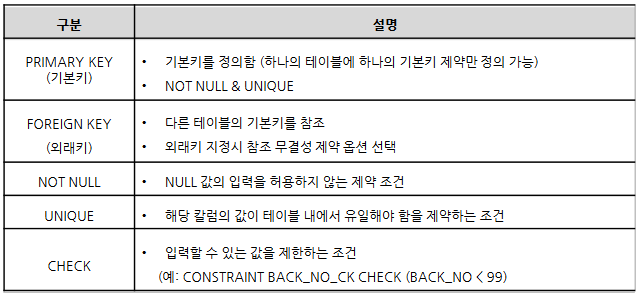 구분 설명
PRIMARY KEY
(기본키)
• 기본키를 정의함 (하나의 테이블에 하나의 기본키 제약만 정의 가능)
• NOT NULL & UNIQUE
FOREIGN KEY
(외래키)
• 다른 테이블의 기본키를 참조
• 외래키 지정시 참조 무결성 제약 옵션 선택
NOT NULL • NULL 값의 입력을 허용하지 않는 제약 조건
UNIQUE • 해당 칼럼의 값이 테이블 내에서 유일해야 함을 제약하는 조건
CHECK
• 입력할 수 있는 값을 제한하는 조건
(예: CONSTRAINT BACK_NO_CK CHECK (BACK_NO < 99)